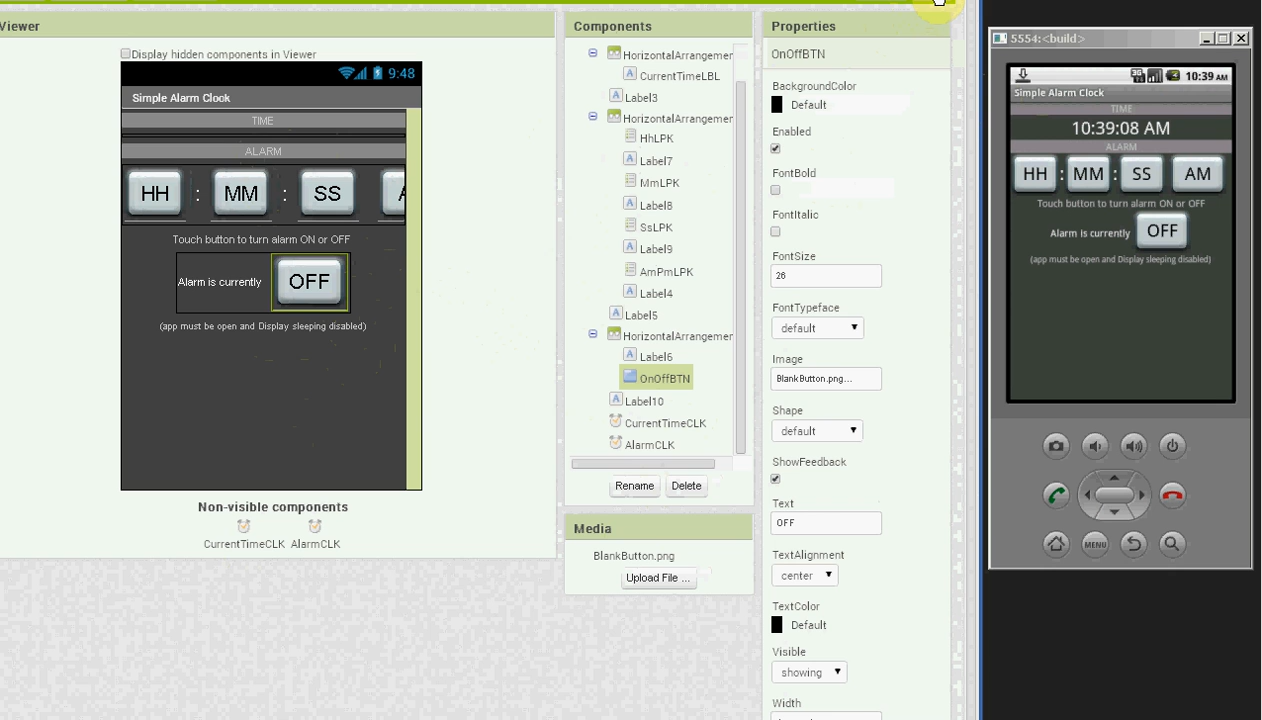 Viewer
Display hidden components in Viewer
9:48
Simple Alarm Clock
TIME
ALARM
HH : MM : SS
Touch button to turn alarm ON or OFF
Alarm is currently OFF
(app must be open and Display sleeping disabled)
Non-visible components
CurrentTimeCLK AlarmCLK
Components
HorizontalArrangemer
CurrentTimeLBL
Label3
HorizontalArrangemer
HhLPK
Label7
MmLPK
Label8
SsLPK
Label9
AmPmLPK
Label4
Label5
HorizontalArrangemer
Label6
OnOffBTN
Label10
CurrentTimeCLK
AlarmCLK
Rename Delete
Media
BlankButton.png
Upload File ...
Properties
OnOffBTN
BackgroundColor
Default
Enabled
FontBold
FontItalic
FontSize
26
FontTypeface
default
Image
BlankButton.png...
Shape
default
ShowFeedback
Text
OFF
TextAlignment
center
TextColor
Default
Visible
showing
Width
5554:<build>
3G 10:39 AM
Simple Alarm Clock
TIME
10:39:08 AM
ALARM
HH : MM : SS AM
Touch button to turn alarm ON or OFF
Alarm is currently OFF
(app must be open and Display sleeping disabled)
MENU